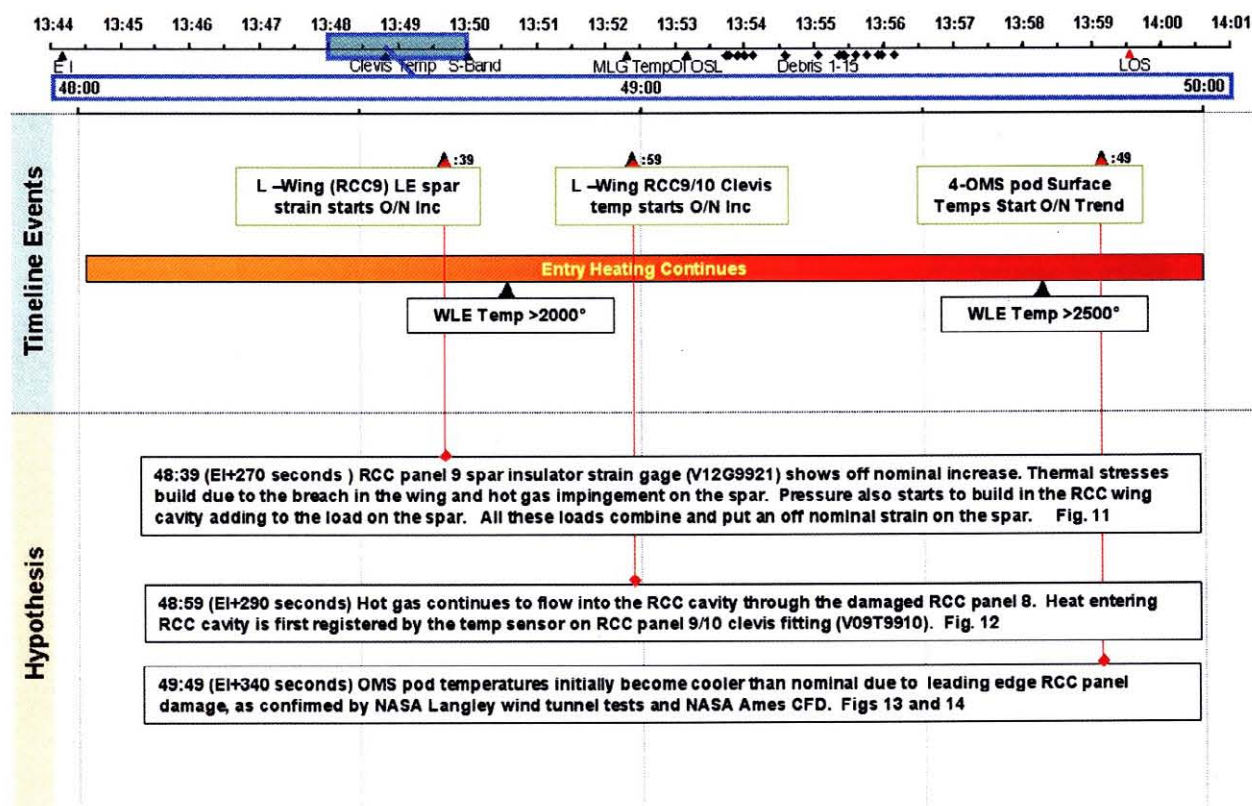 13:44 13:45 13:46 13:47 13:48 13:49 13:50 13:51 13:52 13:53 13:54 13:55 13:56 13:57 13:58 13:59 14:00 14:01
EI Clevis Temp S-Band MLG Temp OI OSL Debris 1-15 LOS
48:00 49:00 50:00
:39 :59 :49
L –Wing (RCC9) LE spar
strain starts O/N Inc
L –Wing RCC9/10 Clevis
temp starts O/N Inc
4-OMS pod Surface
Temps Start O/N Trend
Timeline Events
Entry Heating Continues
WLE Temp >2000°
WLE Temp >2500°
Hypothesis
48:39 (EI+270 seconds ) RCC panel 9 spar insulator strain gage (V12G9921) shows off nominal increase. Thermal stresses
build due to the breach in the wing and hot gas impingement on the spar. Pressure also starts to build in the RCC wing
cavity adding to the load on the spar. All these loads combine and put an off nominal strain on the spar. Fig. 11
48:59 (EI+290 seconds) Hot gas continues to flow into the RCC cavity through the damaged RCC panel 8. Heat entering
RCC cavity is first registered by the temp sensor on RCC panel 9/10 clevis fitting (V09T9910). Fig. 12
49:49 (EI+340 seconds) OMS pod temperatures initially become cooler than nominal due to leading edge RCC panel
damage, as confirmed by NASA Langley wind tunnel tests and NASA Ames CFD. Figs 13 and 14